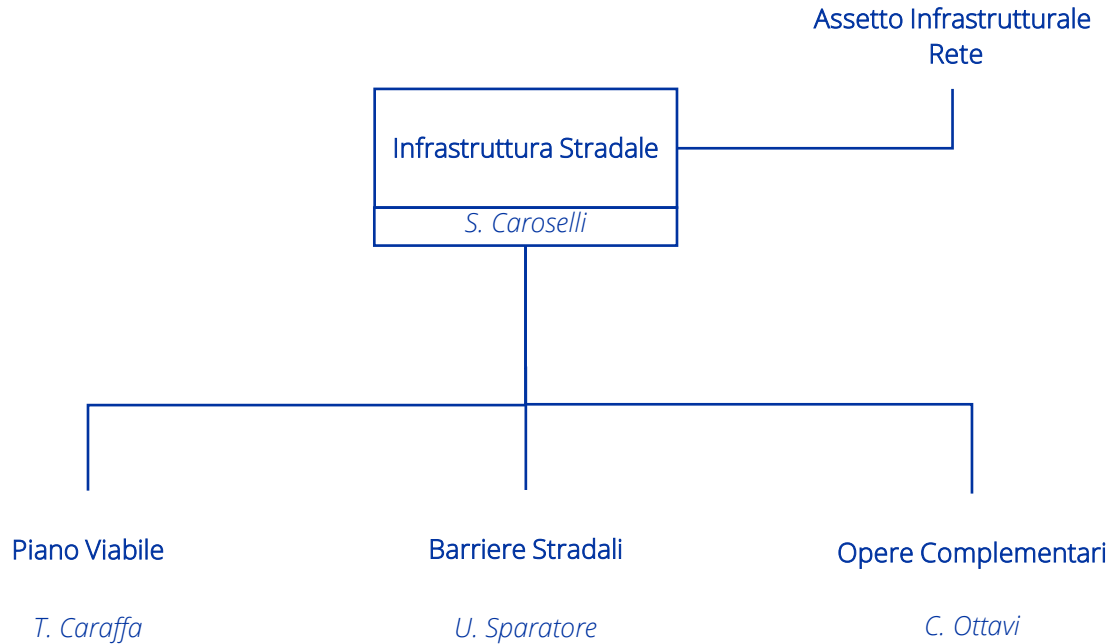 Assetto Infrastrutturale
Rete
Infrastruttura Stradale
S. Caroselli
Piano Viabile
Barriere Stradali
Opere Complementari
T. Caraffa
U. Sparatore
C. Ottavi